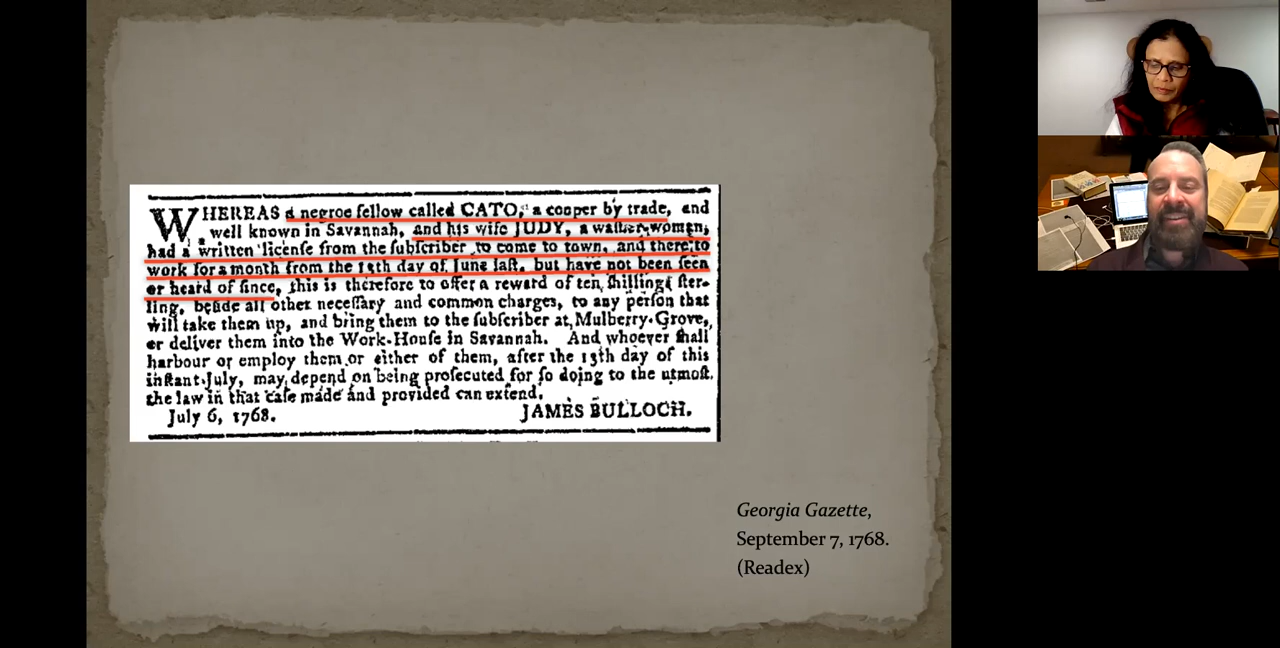 WHEREAS a negroe fellow called CATO, a cooper by trade, and
well known in Savannah, and his wife JUDY, a waſher-woman,
had a written licenſe from the ſubſcriber to come to town, and there to
work for a month from the 13th day of June laſt, but have not been ſeen
or heard of ſince, this is therefore to offer a reward of ten ſhillings ſter-
ling, beſide all other neceſſary and common charges, to any perſon that
will take them up, and bring them to the ſubſcriber at Mulberry-Grove,
or deliver them into the Work-Houſe in Savannah. And whoever ſhall
harbour or employ them or either of them, after the 13th day of this
inſtant July, may depend on being proſecuted for ſo doing to the utmoſt
the law in that caſe made and provided can extend.
July 6, 1768. JAMES BULLOCH.
Georgia Gazette,
September 7, 1768.
(Readex)